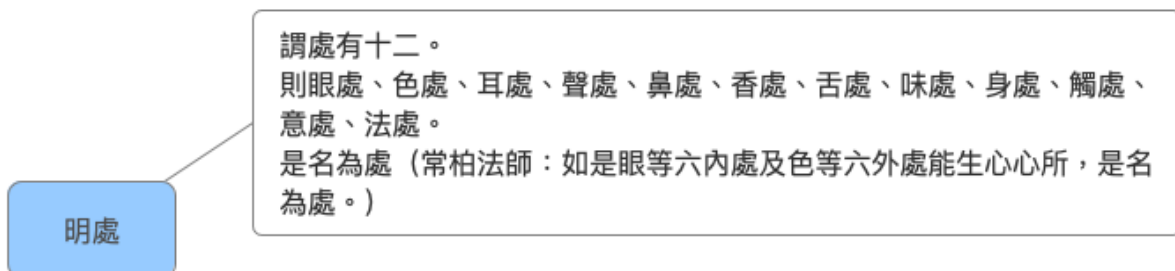 謂處有十二。
則眼處、色處、耳處、聲處、鼻處、香處、舌處、味處、身處、觸處、
意處、法處。
是名為處（常柏法師：如是眼等六內處及色等六外處能生心心所，是名
為處。）
明處